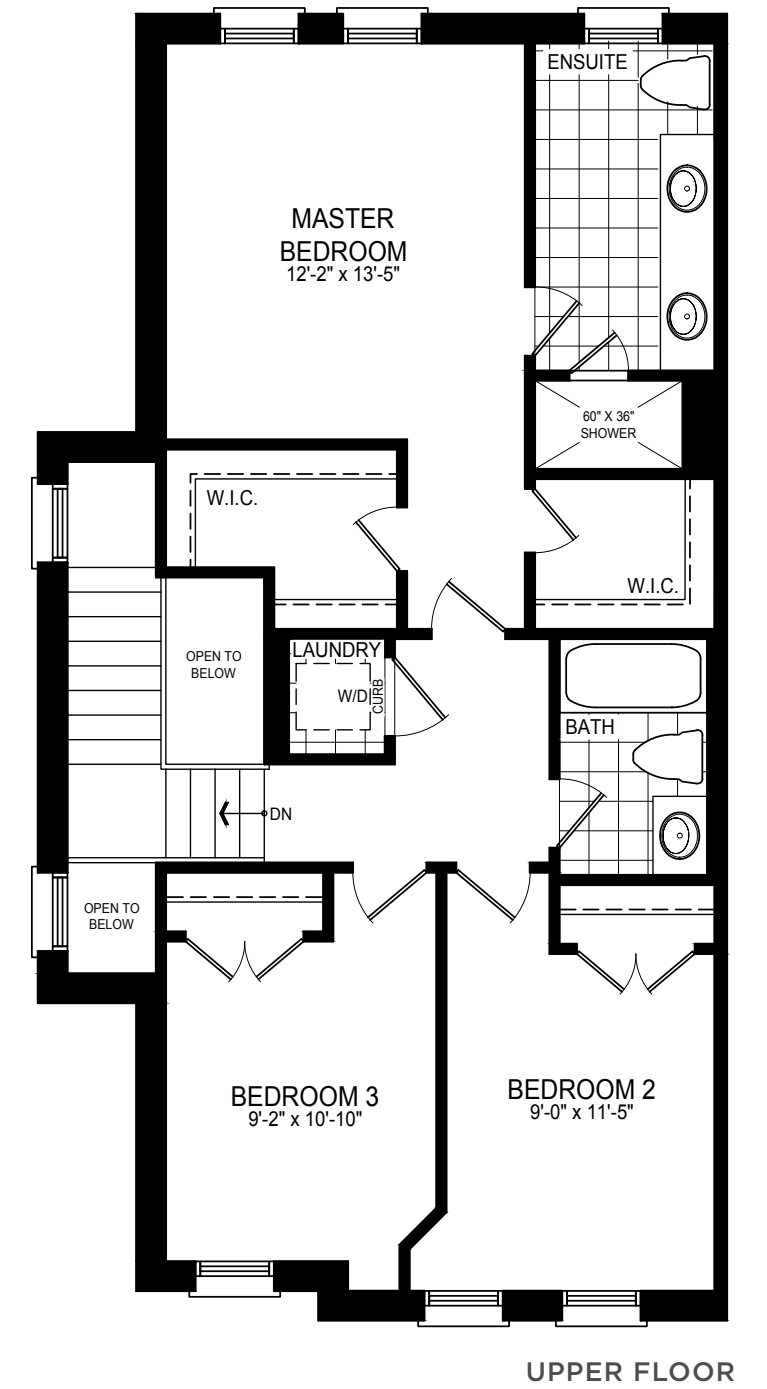 ENSUITE
MASTER
BEDROOM
12'-2" x 13'-5"
60" X 36"
SHOWER
W.I.C.
W.I.C.
OPEN TO
BELOW
LAUNDRY
W/D
CURB
BATH
DN
OPEN TO
BELOW
BEDROOM 3
9'-2" x 10'-10"
BEDROOM 2
9'-0" x 11'-5"
UPPER FLOOR